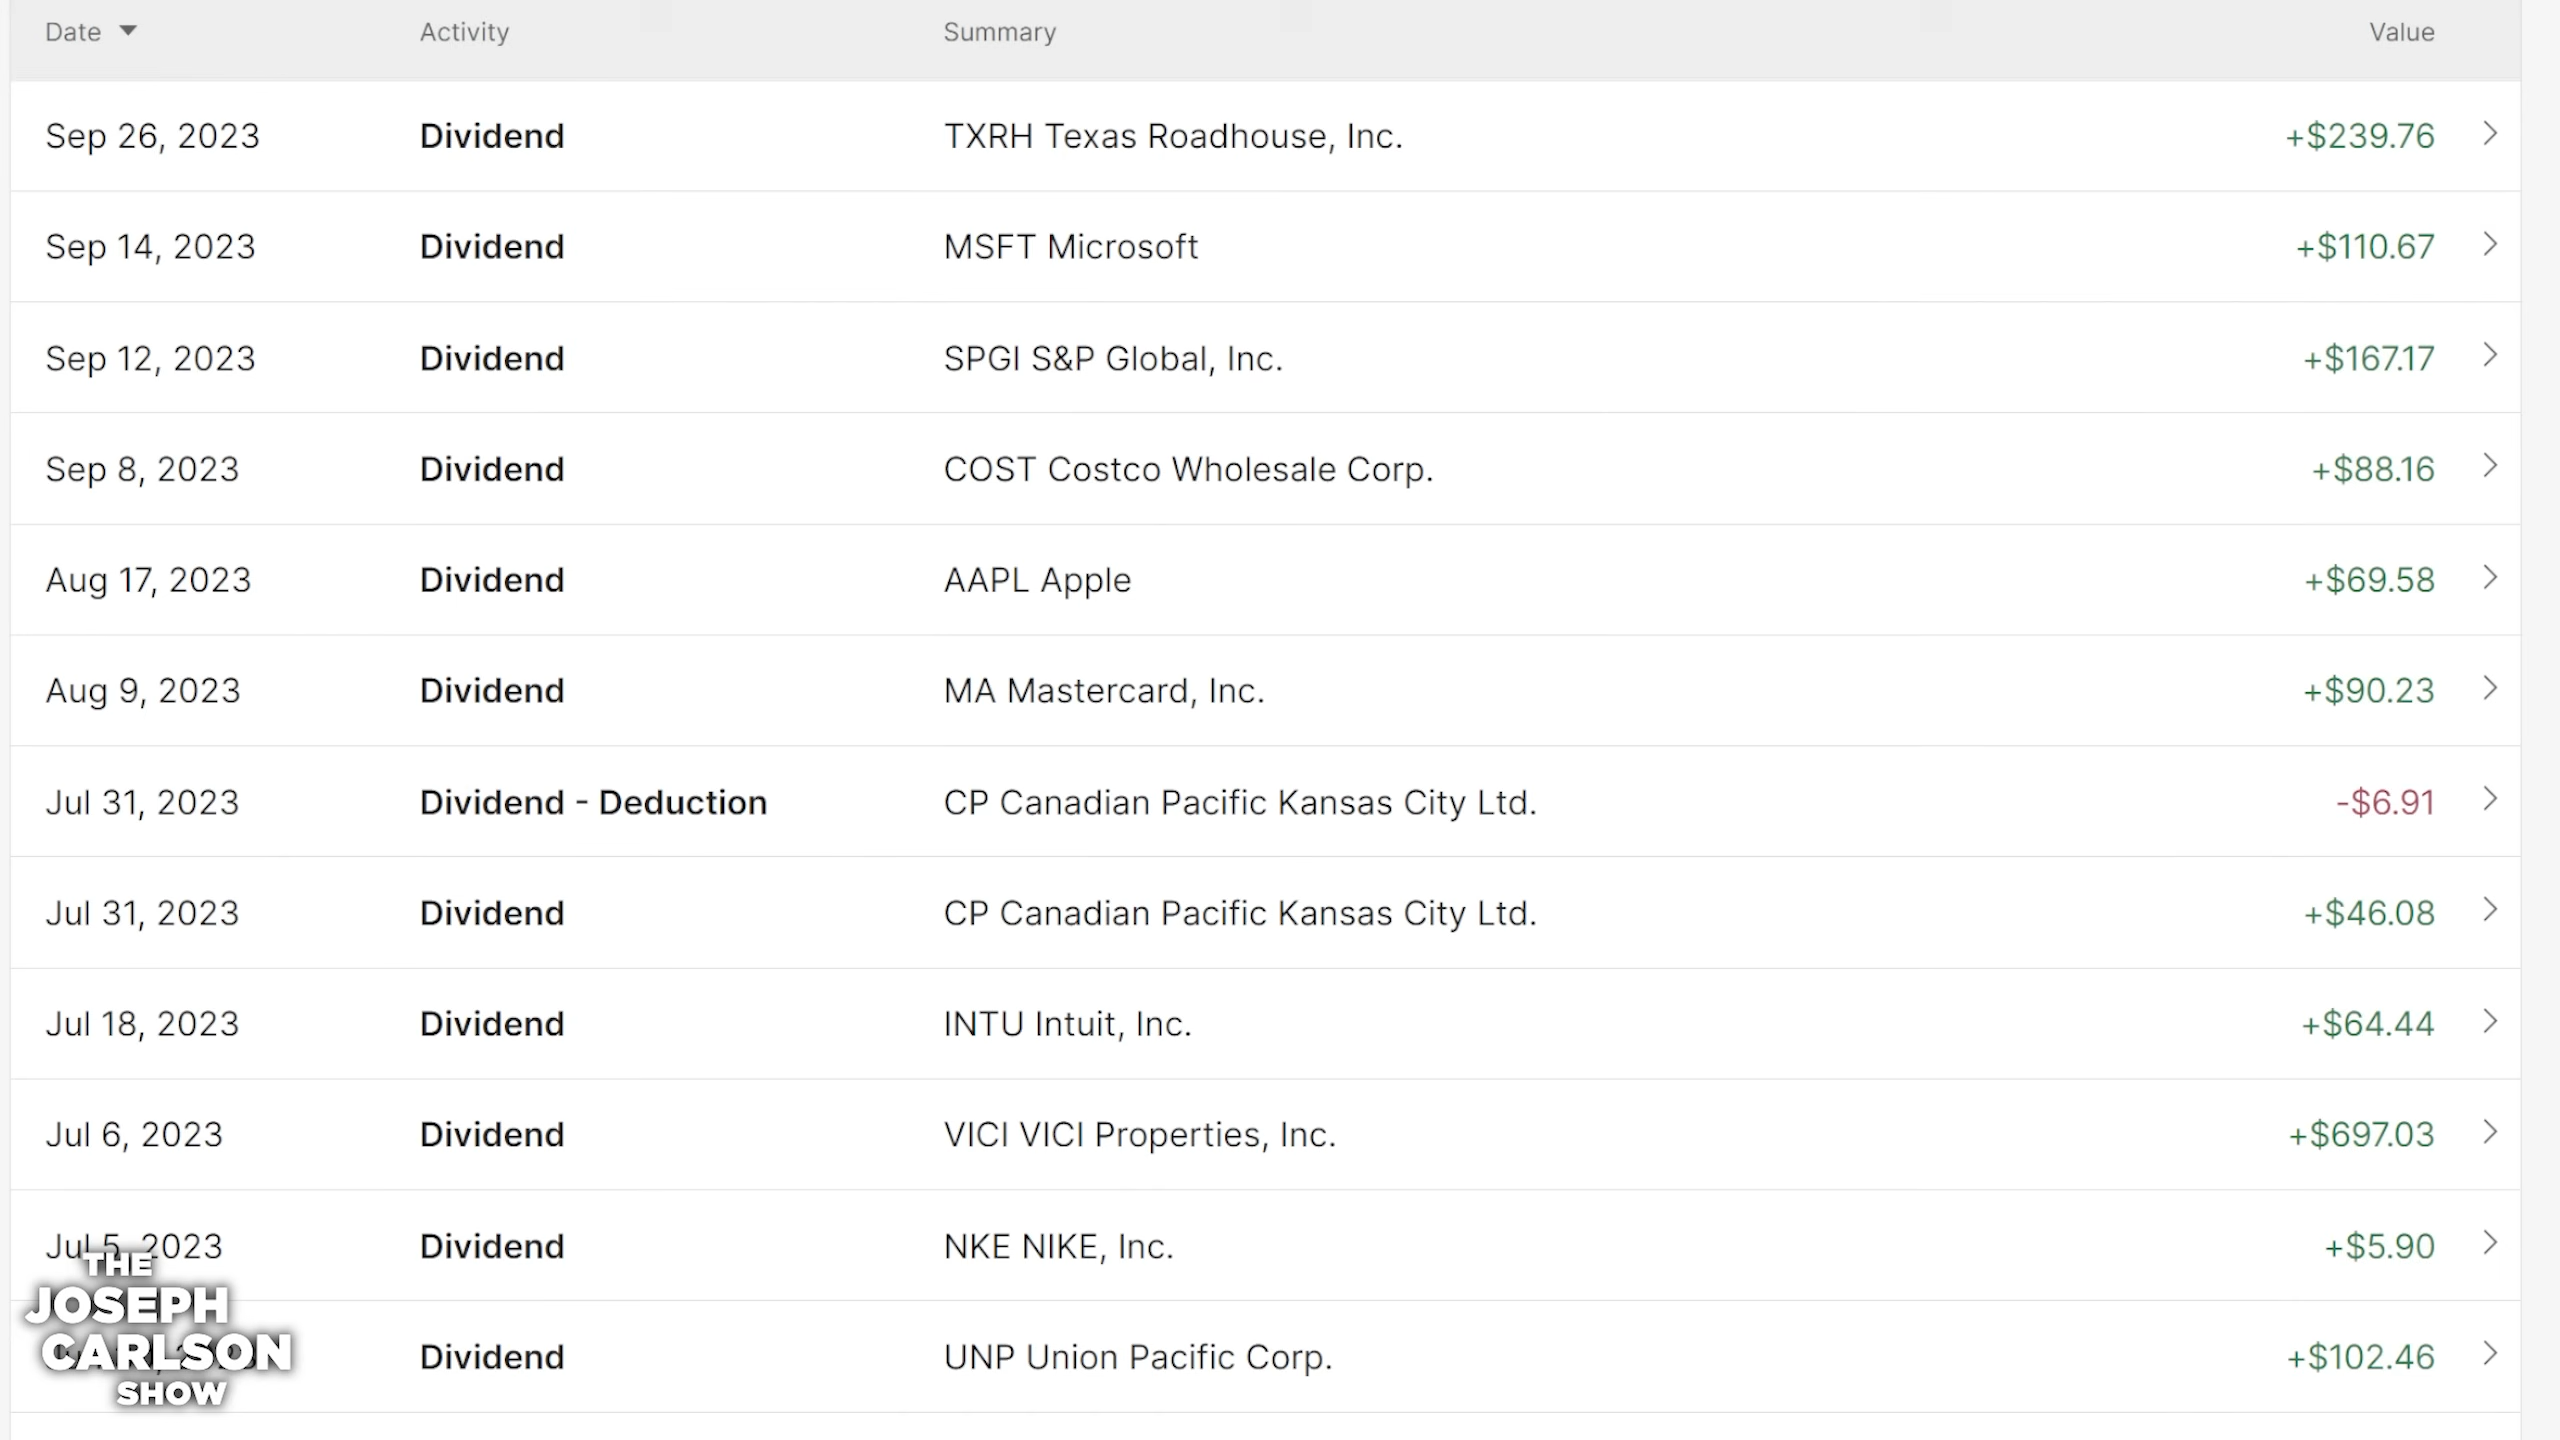 Date Activity Summary Value
Sep 26, 2023 Dividend TXRH Texas Roadhouse, Inc. +$239.76
Sep 14, 2023 Dividend MSFT Microsoft +$110.67
Sep 12, 2023 Dividend SPGI S&P Global, Inc. +$167.17
Sep 8, 2023 Dividend COST Costco Wholesale Corp. +$88.16
Aug 17, 2023 Dividend AAPL Apple +$69.58
Aug 9, 2023 Dividend MA Mastercard, Inc. +$90.23
Jul 31, 2023 Dividend - Deduction CP Canadian Pacific Kansas City Ltd. -$6.91
Jul 31, 2023 Dividend CP Canadian Pacific Kansas City Ltd. +$46.08
Jul 18, 2023 Dividend INTU Intuit, Inc. +$64.44
Jul 6, 2023 Dividend VICI VICI Properties, Inc. +$697.03
Jul 5, 2023 Dividend NKE NIKE, Inc. +$5.90
Dividend UNP Union Pacific Corp. +$102.46
THE
JOSEPH
CARLSON
SHOW